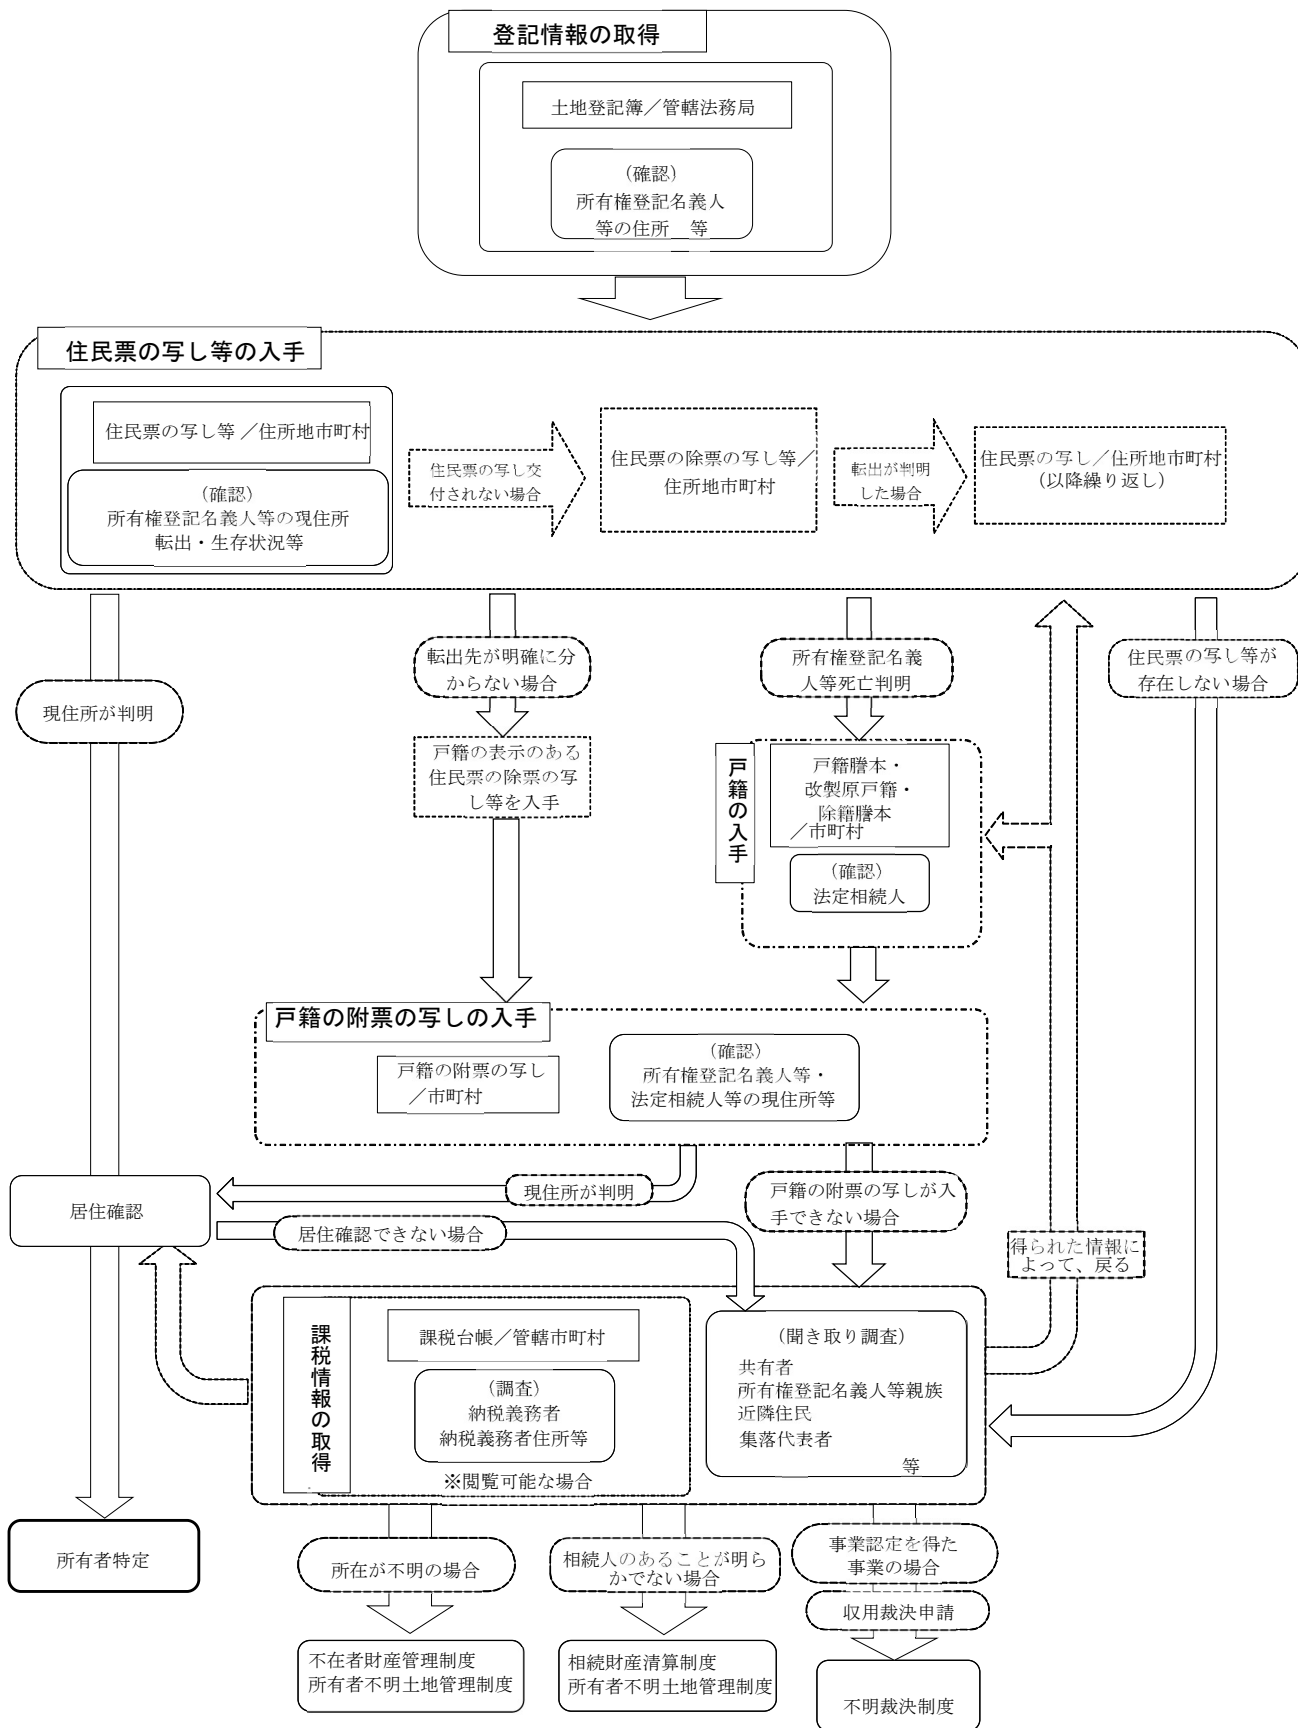 登記情報の取得
土地登記簿／管轄法務局
（確認）
所有権登記名義人
等の住所　等
住民票の写し等の入手
住民票の写し等／住所地市町村
（確認）
所有権登記名義人等の現住所
転出・生存状況等
住民票の写し交
付されない場合
住民票の除票の写し等／
住所地市町村
転出が判明
した場合
住民票の写し／住所地市町村
（以降繰り返し）
現住所が判明
転出先が明確に分
からない場合
所有権登記名義
人等死亡判明
住民票の写し等が
存在しない場合
戸籍の表示のある
住民票の除票の写
し等を入手
戸籍の入手
戸籍謄本・
改製原戸籍・
除籍謄本
／市町村
（確認）
法定相続人
戸籍の附票の写しの入手
戸籍の附票の写し
／市町村
（確認）
所有権登記名義人等・
法定相続人等の現住所等
居住確認
現住所が判明
戸籍の附票の写しが入
手できない場合
居住確認できない場合
得られた情報に
よって、戻る
課税情報の取得
課税台帳／管轄市町村
（調査）
納税義務者
納税義務者住所等
※閲覧可能な場合
（聞き取り調査）
共有者
所有権登記名義人等親族
近隣住民
集落代表者
等
所有者特定
所在が不明の場合
相続人のあることが明ら
かでない場合
事業認定を得た
事業の場合
収用裁決申請
不在者財産管理制度
所有者不明土地管理制度
相続財産清算制度
所有者不明土地管理制度
不明裁決制度